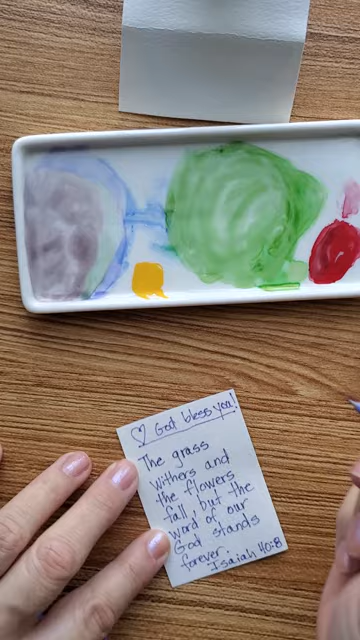 ♡ God bless you!
The grass
withers and
the flowers
fall, but the
word of our
God stands
forever.
Isaiah 40:8